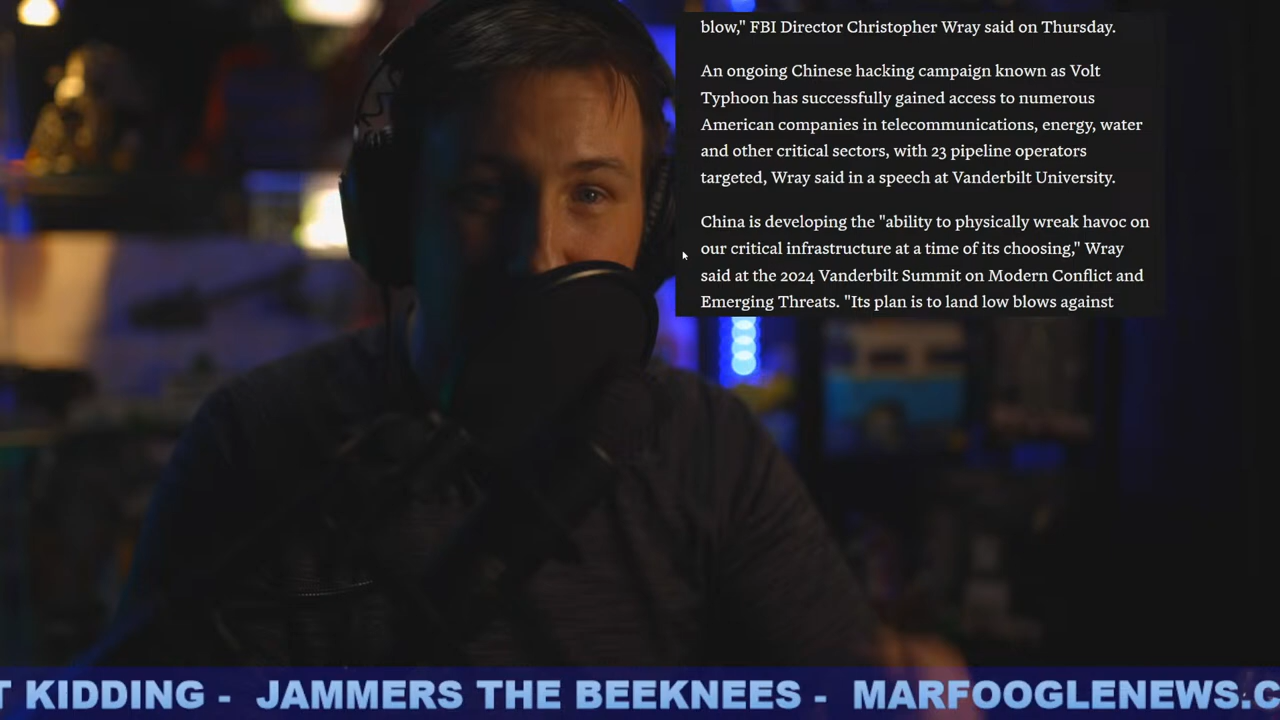 blow," FBI Director Christopher Wray said on Thursday.
An ongoing Chinese hacking campaign known as Volt
Typhoon has successfully gained access to numerous
American companies in telecommunications, energy, water
and other critical sectors, with 23 pipeline operators
targeted, Wray said in a speech at Vanderbilt University.
China is developing the "ability to physically wreak havoc on
our critical infrastructure at a time of its choosing," Wray
said at the 2024 Vanderbilt Summit on Modern Conflict and
Emerging Threats. "Its plan is to land low blows against
T KIDDING - JAMMERS THE BEEKNEES - MARFOOGLENEWS.C